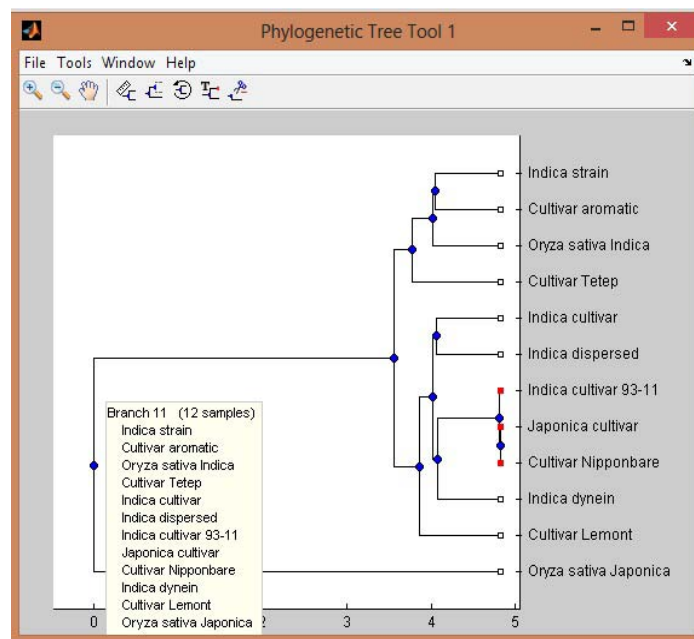 Phylogenetic Tree Tool 1
File Tools Window Help
Indica strain
Cultivar aromatic
Oryza sativa Indica
Cultivar Tetep
Indica cultivar
Indica dispersed
Indica cultivar 93-11
Japonica cultivar
Cultivar Nipponbare
Indica dynein
Cultivar Lemont
Oryza sativa Japonica
Branch 11 (12 samples)
Indica strain
Cultivar aromatic
Oryza sativa Indica
Cultivar Tetep
Indica cultivar
Indica dispersed
Indica cultivar 93-11
Japonica cultivar
Cultivar Nipponbare
Indica dynein
Cultivar Lemont
Oryza sativa Japonica
0 2 3 4 5